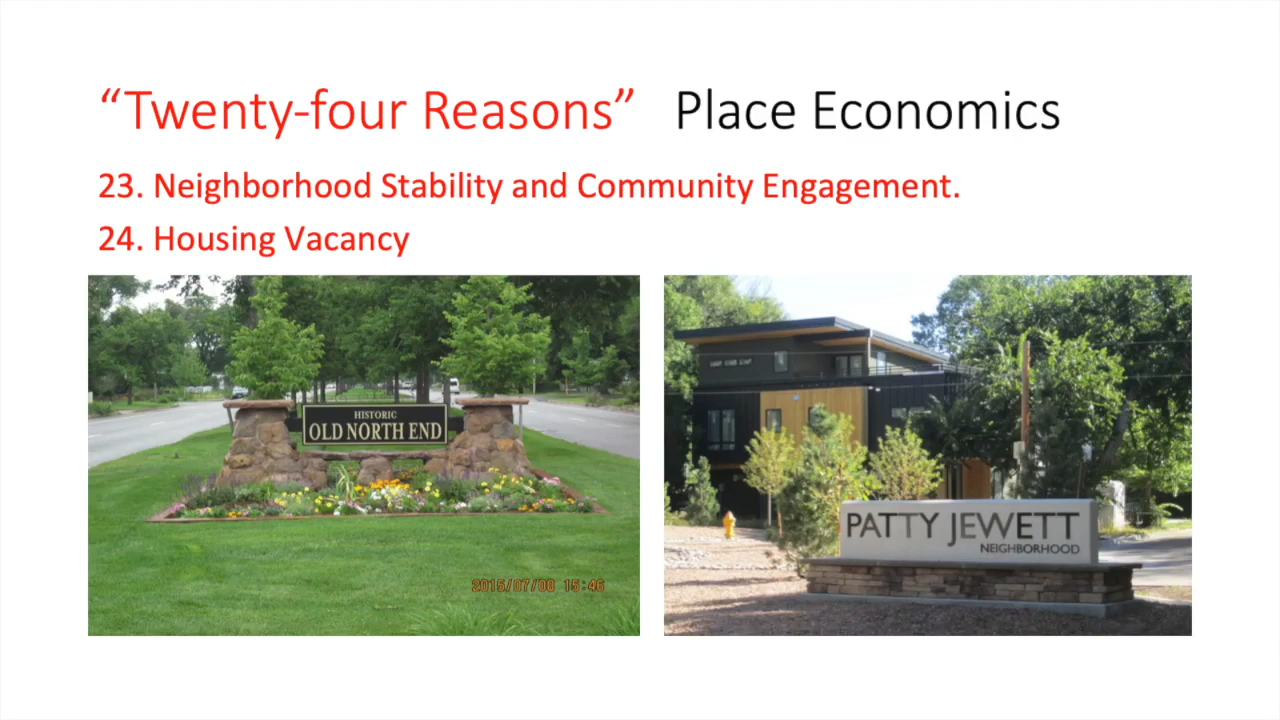 “Twenty-four Reasons” Place Economics
23. Neighborhood Stability and Community Engagement.
24. Housing Vacancy
HISTORIC
OLD NORTH END
2015/07/08 15:46
PATTY JEWETT
NEIGHBORHOOD